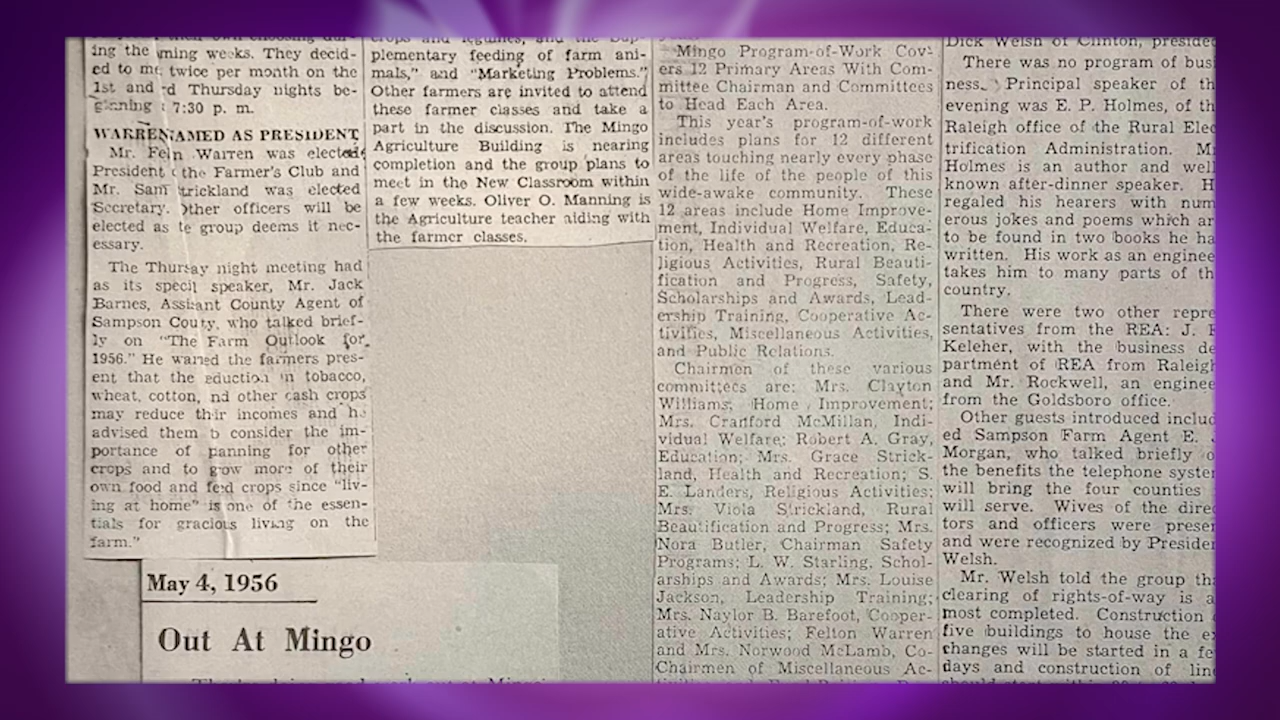 ing the ming weeks. They decid-
ed to me twice per month on the
1st and rd Thursday nights be-
ginning 7:30 p. m.
WARREN AMED AS PRESIDENT
Mr. Fe n Warren was elected
President the Farmer's Club and
Mr. Sam trickland was elected
Secretary. Other officers will be
elected as te group deems it nec-
essary.
The Thursay night meeting had
as its specil speaker, Mr. Jack
Barnes, Assisant County Agent of
Sampson Couty, who talked brief-
ly on "The Farm Outlook for
1956." He warned the farmers pres-
ent that the eduction in tobacco,
wheat, cotton, nd other cash crops
may reduce their incomes and he
advised them b consider the im-
portance of panning for other
crops and to grow more of their
own food and feed crops since "liv-
ing at home" is one of the essen-
tials for gracious living on the
farm."
May 4, 1956
Out At Mingo
crops and legumes, and the Sup-
plementary feeding of farm ani-
mals," and "Marketing Problems."
Other farmers are invited to attend
these farmer classes and take a
part in the discussion. The Mingo
Agriculture Building is nearing
completion and the group plans to
meet in the New Classroom within
a few weeks. Oliver O. Manning is
the Agriculture teacher aiding with
the farmer classes.
Mingo Program-of-Work Cov-
ers 12 Primary Areas With Com-
mittee Chairman and Committees
to Head Each Area.
This year's program-of-work
includes plans for 12 different
areas touching nearly every phase
of the life of the people of this
wide-awake community. These
12 areas include Home Improve-
ment, Individual Welfare, Educa-
tion, Health and Recreation, Re-
ligious Activities, Rural Beauti-
fication and Progress, Safety,
Scholarships and Awards, Lead-
ership Training, Cooperative Ac-
tivities, Miscellaneous Activities,
and Public Relations.
Chairmen of these various
committees are: Mrs. Clayton
Williams, Home Improvement;
Mrs. Cranford McMillan, Indi-
vidual Welfare; Robert A. Gray,
Education; Mrs. Grace Strick-
land, Health and Recreation; S.
E. Landers, Religious Activities;
Mrs. Viola Strickland, Rural
Beautification and Progress; Mrs.
Nora Butler, Chairman Safety
Programs; L. W. Starling, Schol-
arships and Awards; Mrs. Louise
Jackson, Leadership Training;
Mrs. Naylor B. Barefoot, Cooper-
ative Activities; Felton Warren
and Mrs. Norwood McLamb, Co-
Chairmen of Miscellaneous Ac-
Dick Welsh of Clinton, presided
There was no program of busi
ness. Principal speaker of th
evening was E. P. Holmes, of th
Raleigh office of the Rural Elec
trification Administration. M
Holmes is an author and well
known after-dinner speaker. H
regaled his hearers with num
erous jokes and poems which ar
to be found in two books he ha
written. His work as an enginee
takes him to many parts of th
country.
There were two other repre
sentatives from the REA: J.
Keleher, with the business de
partment of REA from Raleigh
and Mr. Rockwell, an enginee
from the Goldsboro office.
Other guests introduced includ
ed Sampson Farm Agent E.
Morgan, who talked briefly o
the benefits the telephone syste
will bring the four counties
will serve. Wives of the direc
tors and officers were presen
and were recognized by Presiden
Welsh.
Mr. Welsh told the group tha
clearing of rights-of-way is a
most completed. Construction
five buildings to house the ex
changes will be started in a fe
days and construction of line